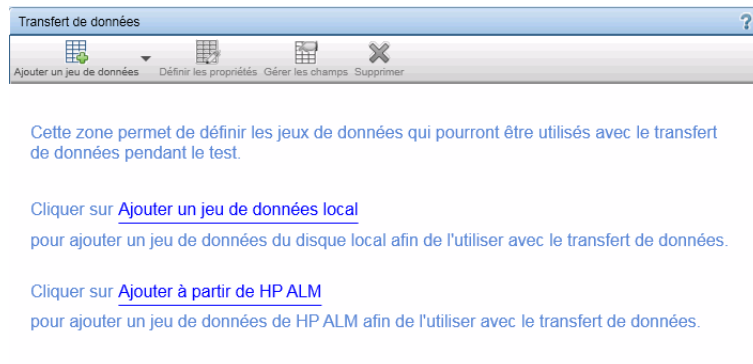 Transfert de données ?
Ajouter un jeu de données Définir les propriétés Gérer les champs Supprimer
Cette zone permet de définir les jeux de données qui pourront être utilisés avec le transfert
de données pendant le test.
Cliquer sur Ajouter un jeu de données local
pour ajouter un jeu de données du disque local afin de l'utiliser avec le transfert de données.
Cliquer sur Ajouter à partir de HP ALM
pour ajouter un jeu de données de HP ALM afin de l'utiliser avec le transfert de données.